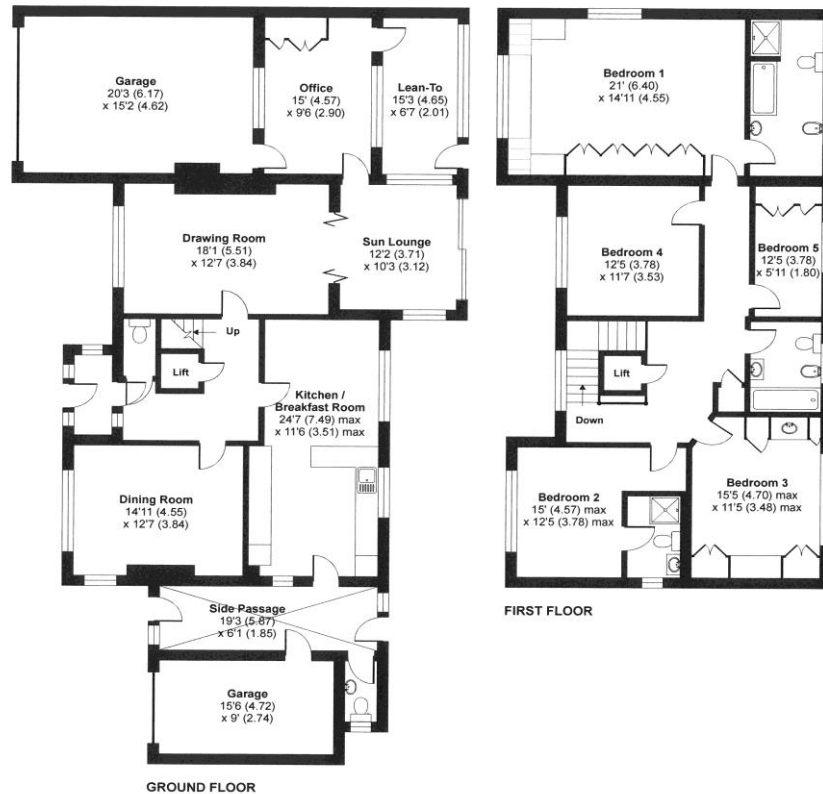 Garage
20'3 (6.17)
x 15'2 (4.62)
Office
15' (4.57)
x 9'6 (2.90)
Lean-To
15'3 (4.65)
x 6'7 (2.01)
Drawing Room
18'1 (5.51)
x 12'7 (3.84)
Sun Lounge
12'2 (3.71)
x 10'3 (3.12)
Up
Lift
Kitchen /
Breakfast Room
24'7 (7.49) max
x 11'6 (3.51) max
Dining Room
14'11 (4.55)
x 12'7 (3.84)
Side Passage
19'3 (5.87)
x 6'1 (1.85)
Garage
15'6 (4.72)
x 9' (2.74)
GROUND FLOOR
Bedroom 1
21' (6.40)
x 14'11 (4.55)
Bedroom 4
12'5 (3.78)
x 11'7 (3.53)
Bedroom 5
12'5 (3.78)
x 5'11 (1.80)
Lift
Down
Bedroom 2
15' (4.57) max
x 12'5 (3.78) max
Bedroom 3
15'5 (4.70) max
x 11'5 (3.48) max
FIRST FLOOR